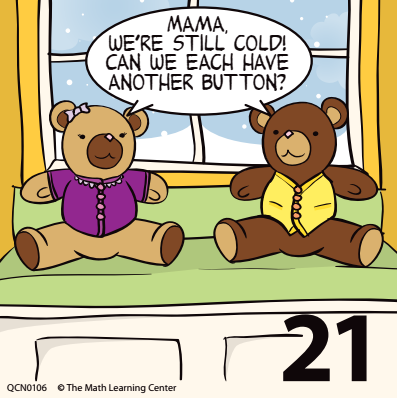 MAMA,
WE'RE STILL COLD!
CAN WE EACH HAVE
ANOTHER BUTTON?
21
QCN0106 © The Math Learning Center